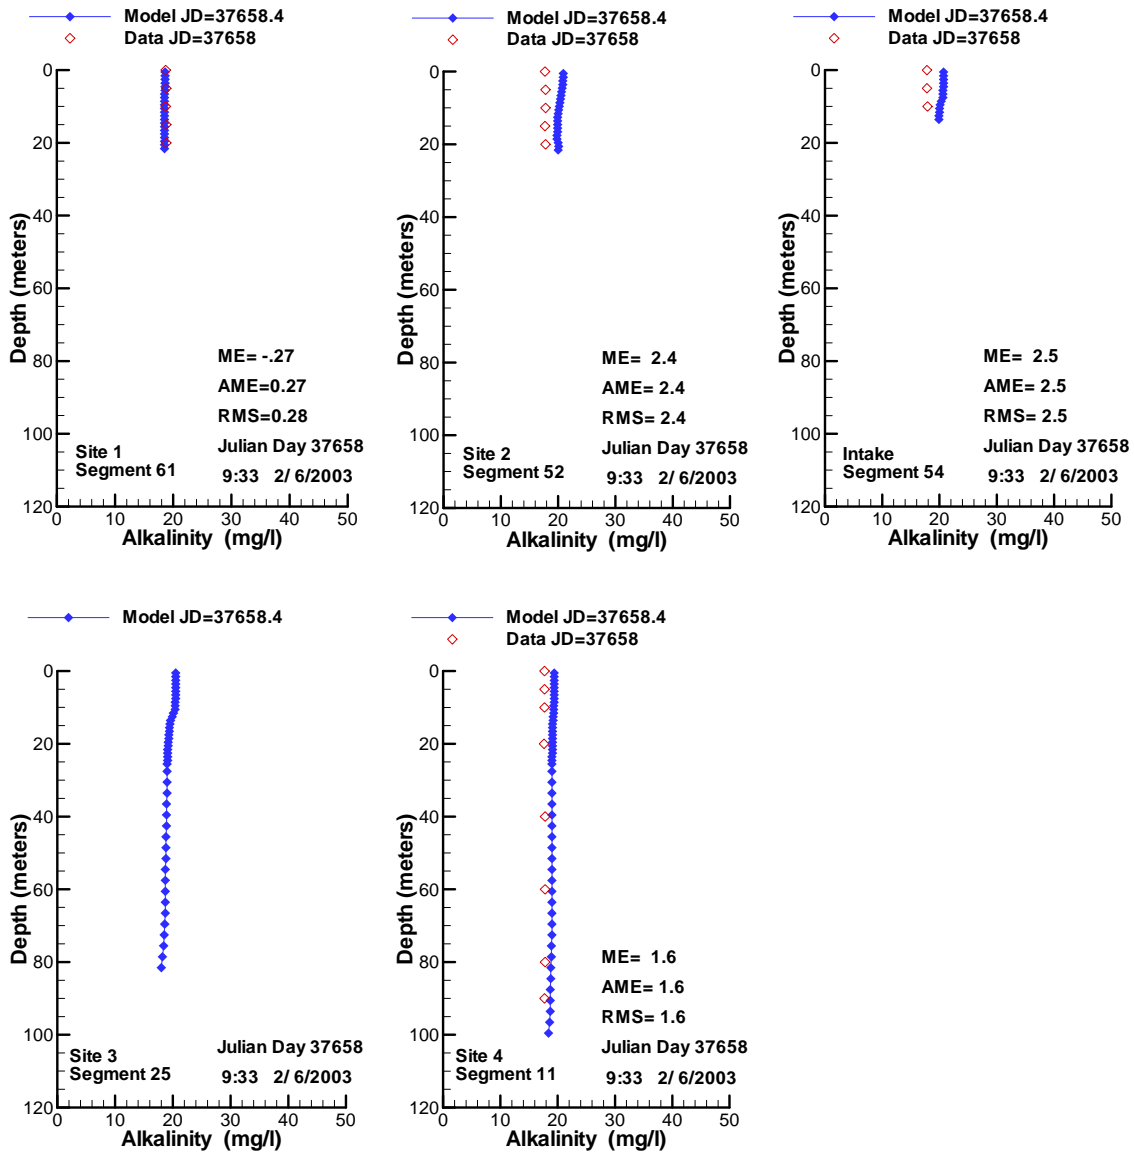 Model JD=37658.4
Data JD=37658
0
20
40
60
80
100
120
Depth (meters)
ME= -.27
AME=0.27
RMS=0.28
Julian Day 37658
9:33 2/ 6/2003
Site 1
Segment 61
0 10 20 30 40 50
Alkalinity (mg/l)
Model JD=37658.4
Data JD=37658
0
20
40
60
80
100
120
Depth (meters)
ME= 2.4
AME= 2.4
RMS= 2.4
Julian Day 37658
9:33 2/ 6/2003
Site 2
Segment 52
0 10 20 30 40 50
Alkalinity (mg/l)
Model JD=37658.4
Data JD=37658
0
20
40
60
80
100
120
Depth (meters)
ME= 2.5
AME= 2.5
RMS= 2.5
Julian Day 37658
9:33 2/ 6/2003
Intake
Segment 54
0 10 20 30 40 50
Alkalinity (mg/l)
Model JD=37658.4
0
20
40
60
80
100
120
Depth (meters)
Julian Day 37658
9:33 2/ 6/2003
Site 3
Segment 25
0 10 20 30 40 50
Alkalinity (mg/l)
Model JD=37658.4
Data JD=37658
0
20
40
60
80
100
120
Depth (meters)
ME= 1.6
AME= 1.6
RMS= 1.6
Julian Day 37658
9:33 2/ 6/2003
Site 4
Segment 11
0 10 20 30 40 50
Alkalinity (mg/l)